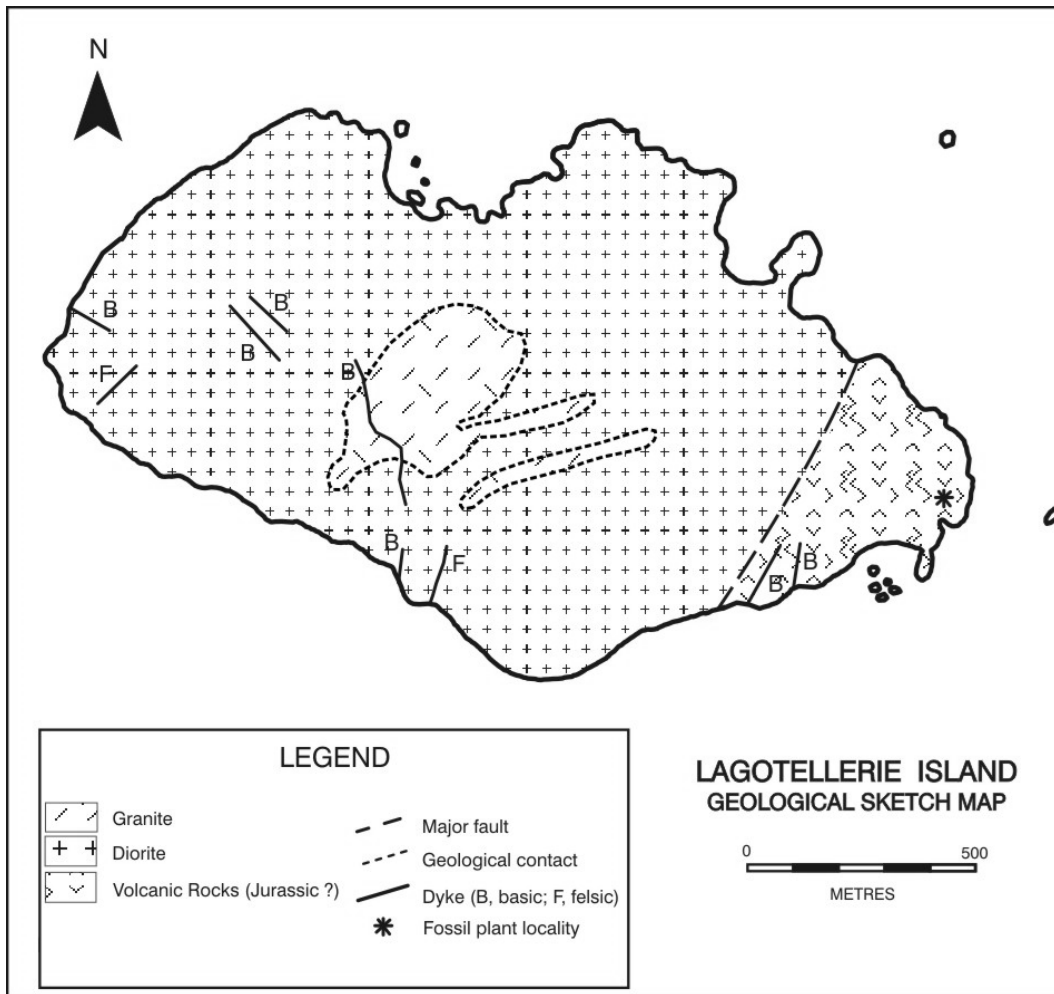 N
B
B
B
F
B
B
F
B
B
LEGEND
Granite
Diorite
Volcanic Rocks (Jurassic ?)
Major fault
Geological contact
Dyke (B, basic; F, felsic)
Fossil plant locality
LAGOTELLERIE ISLAND
GEOLOGICAL SKETCH MAP
0 500
METRES